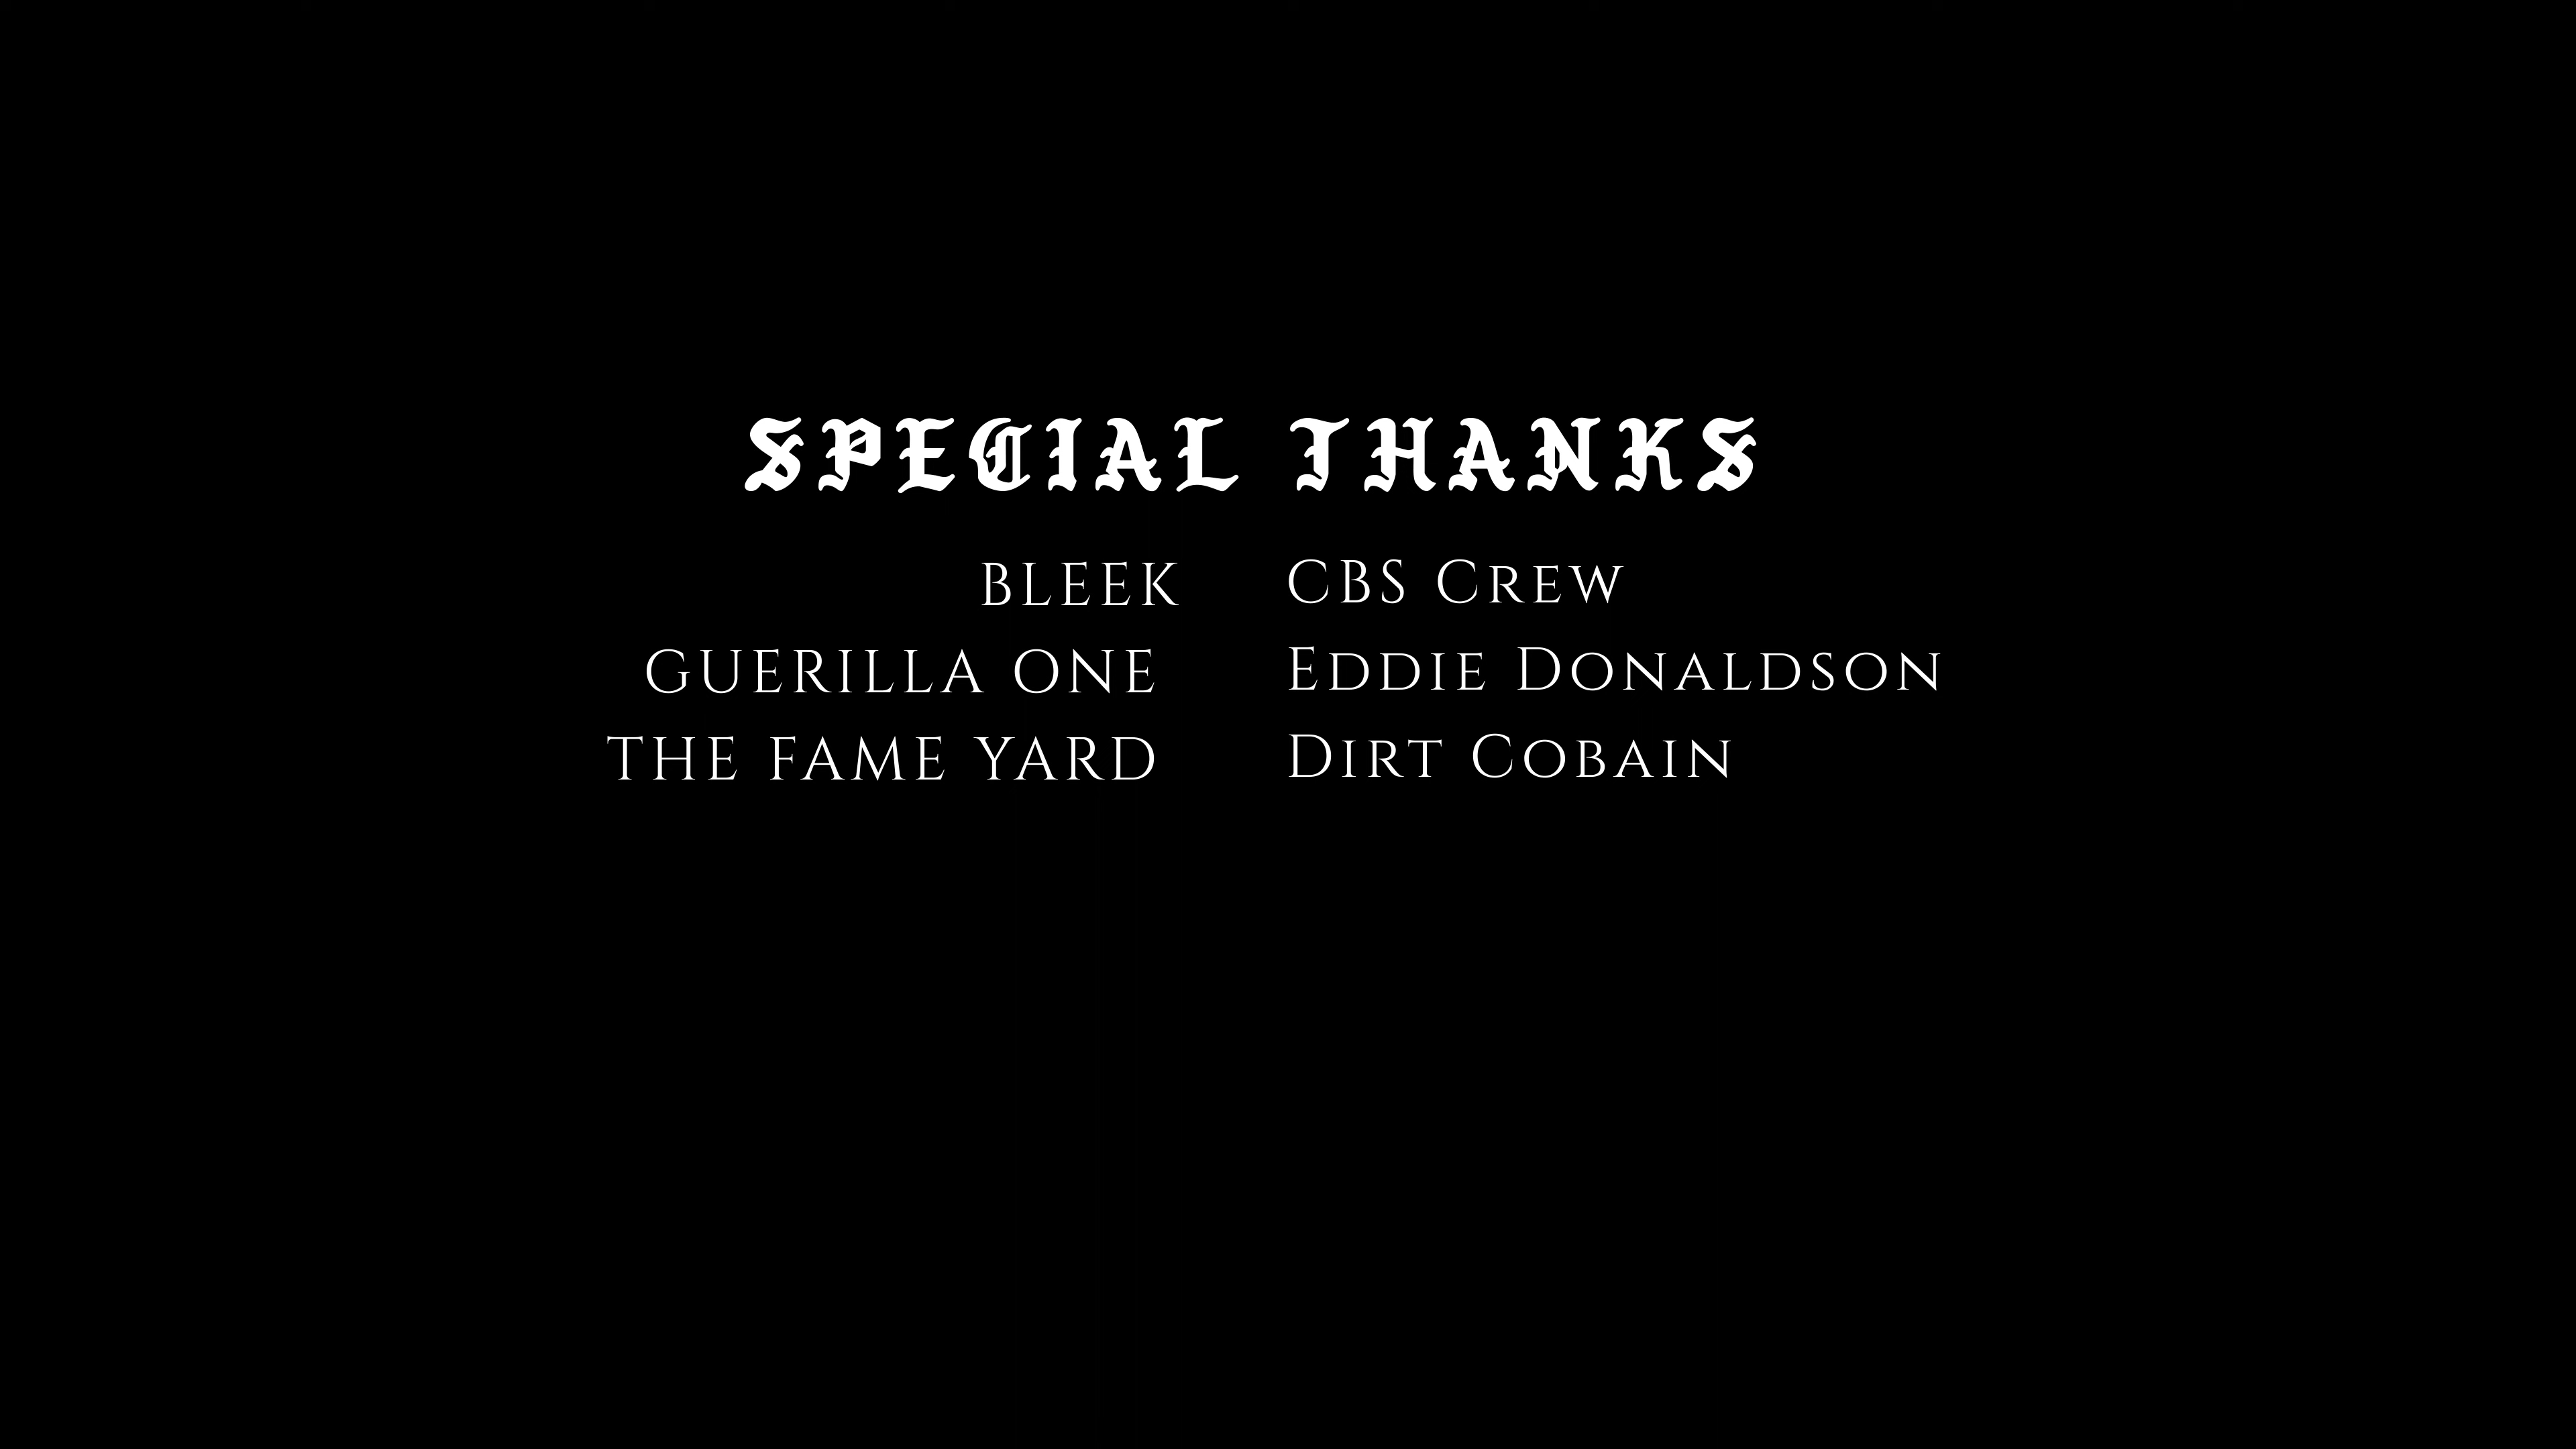 SPECIAL THANKS
BLEEK CBS Crew
GUERILLA ONE Eddie Donaldson
THE FAME YARD Dirt Cobain